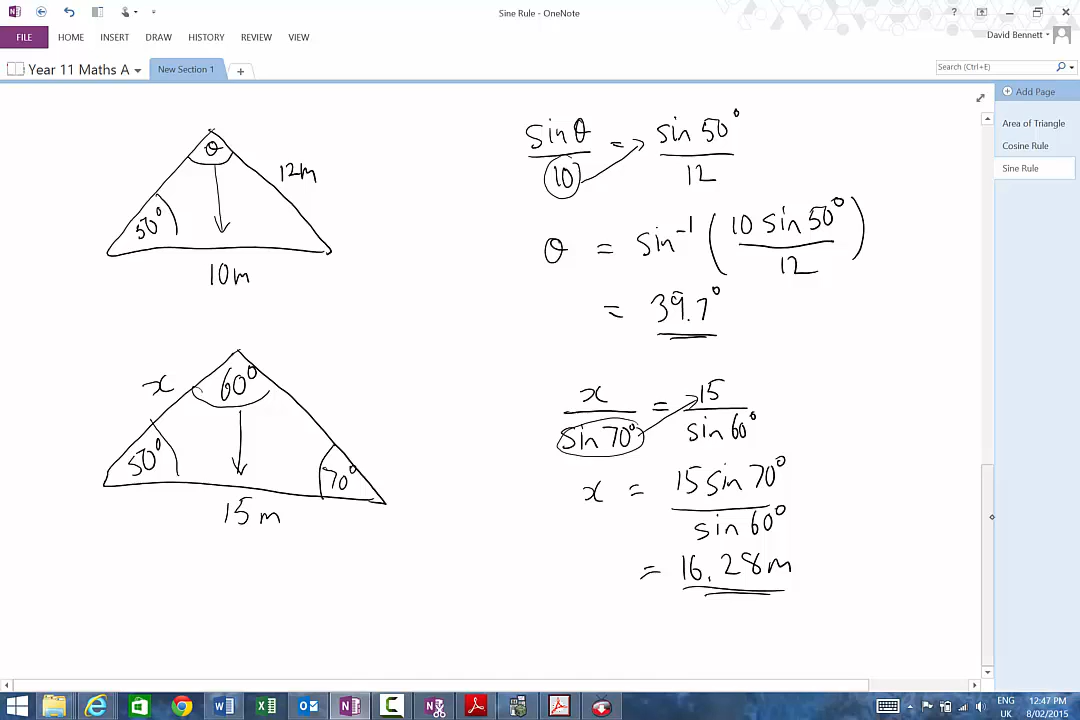 Sine Rule - OneNote
?
FILE HOME INSERT DRAW HISTORY REVIEW VIEW
David Bennett
Year 11 Maths A
New Section 1
+
Search (Ctrl+E)
Add Page
Area of Triangle
Cosine Rule
Sine Rule
θ
12m
50°
10m
sin θ / 10 = sin 50° / 12
θ = sin⁻¹ (10 sin 50° / 12)
= 39.7°
x
60°
50°
70°
15 m
x / sin 70° = 15 / sin 60°
x = 15 sin 70° / sin 60°
= 16.28m
ENG
UK
12:47 PM
8/02/2015